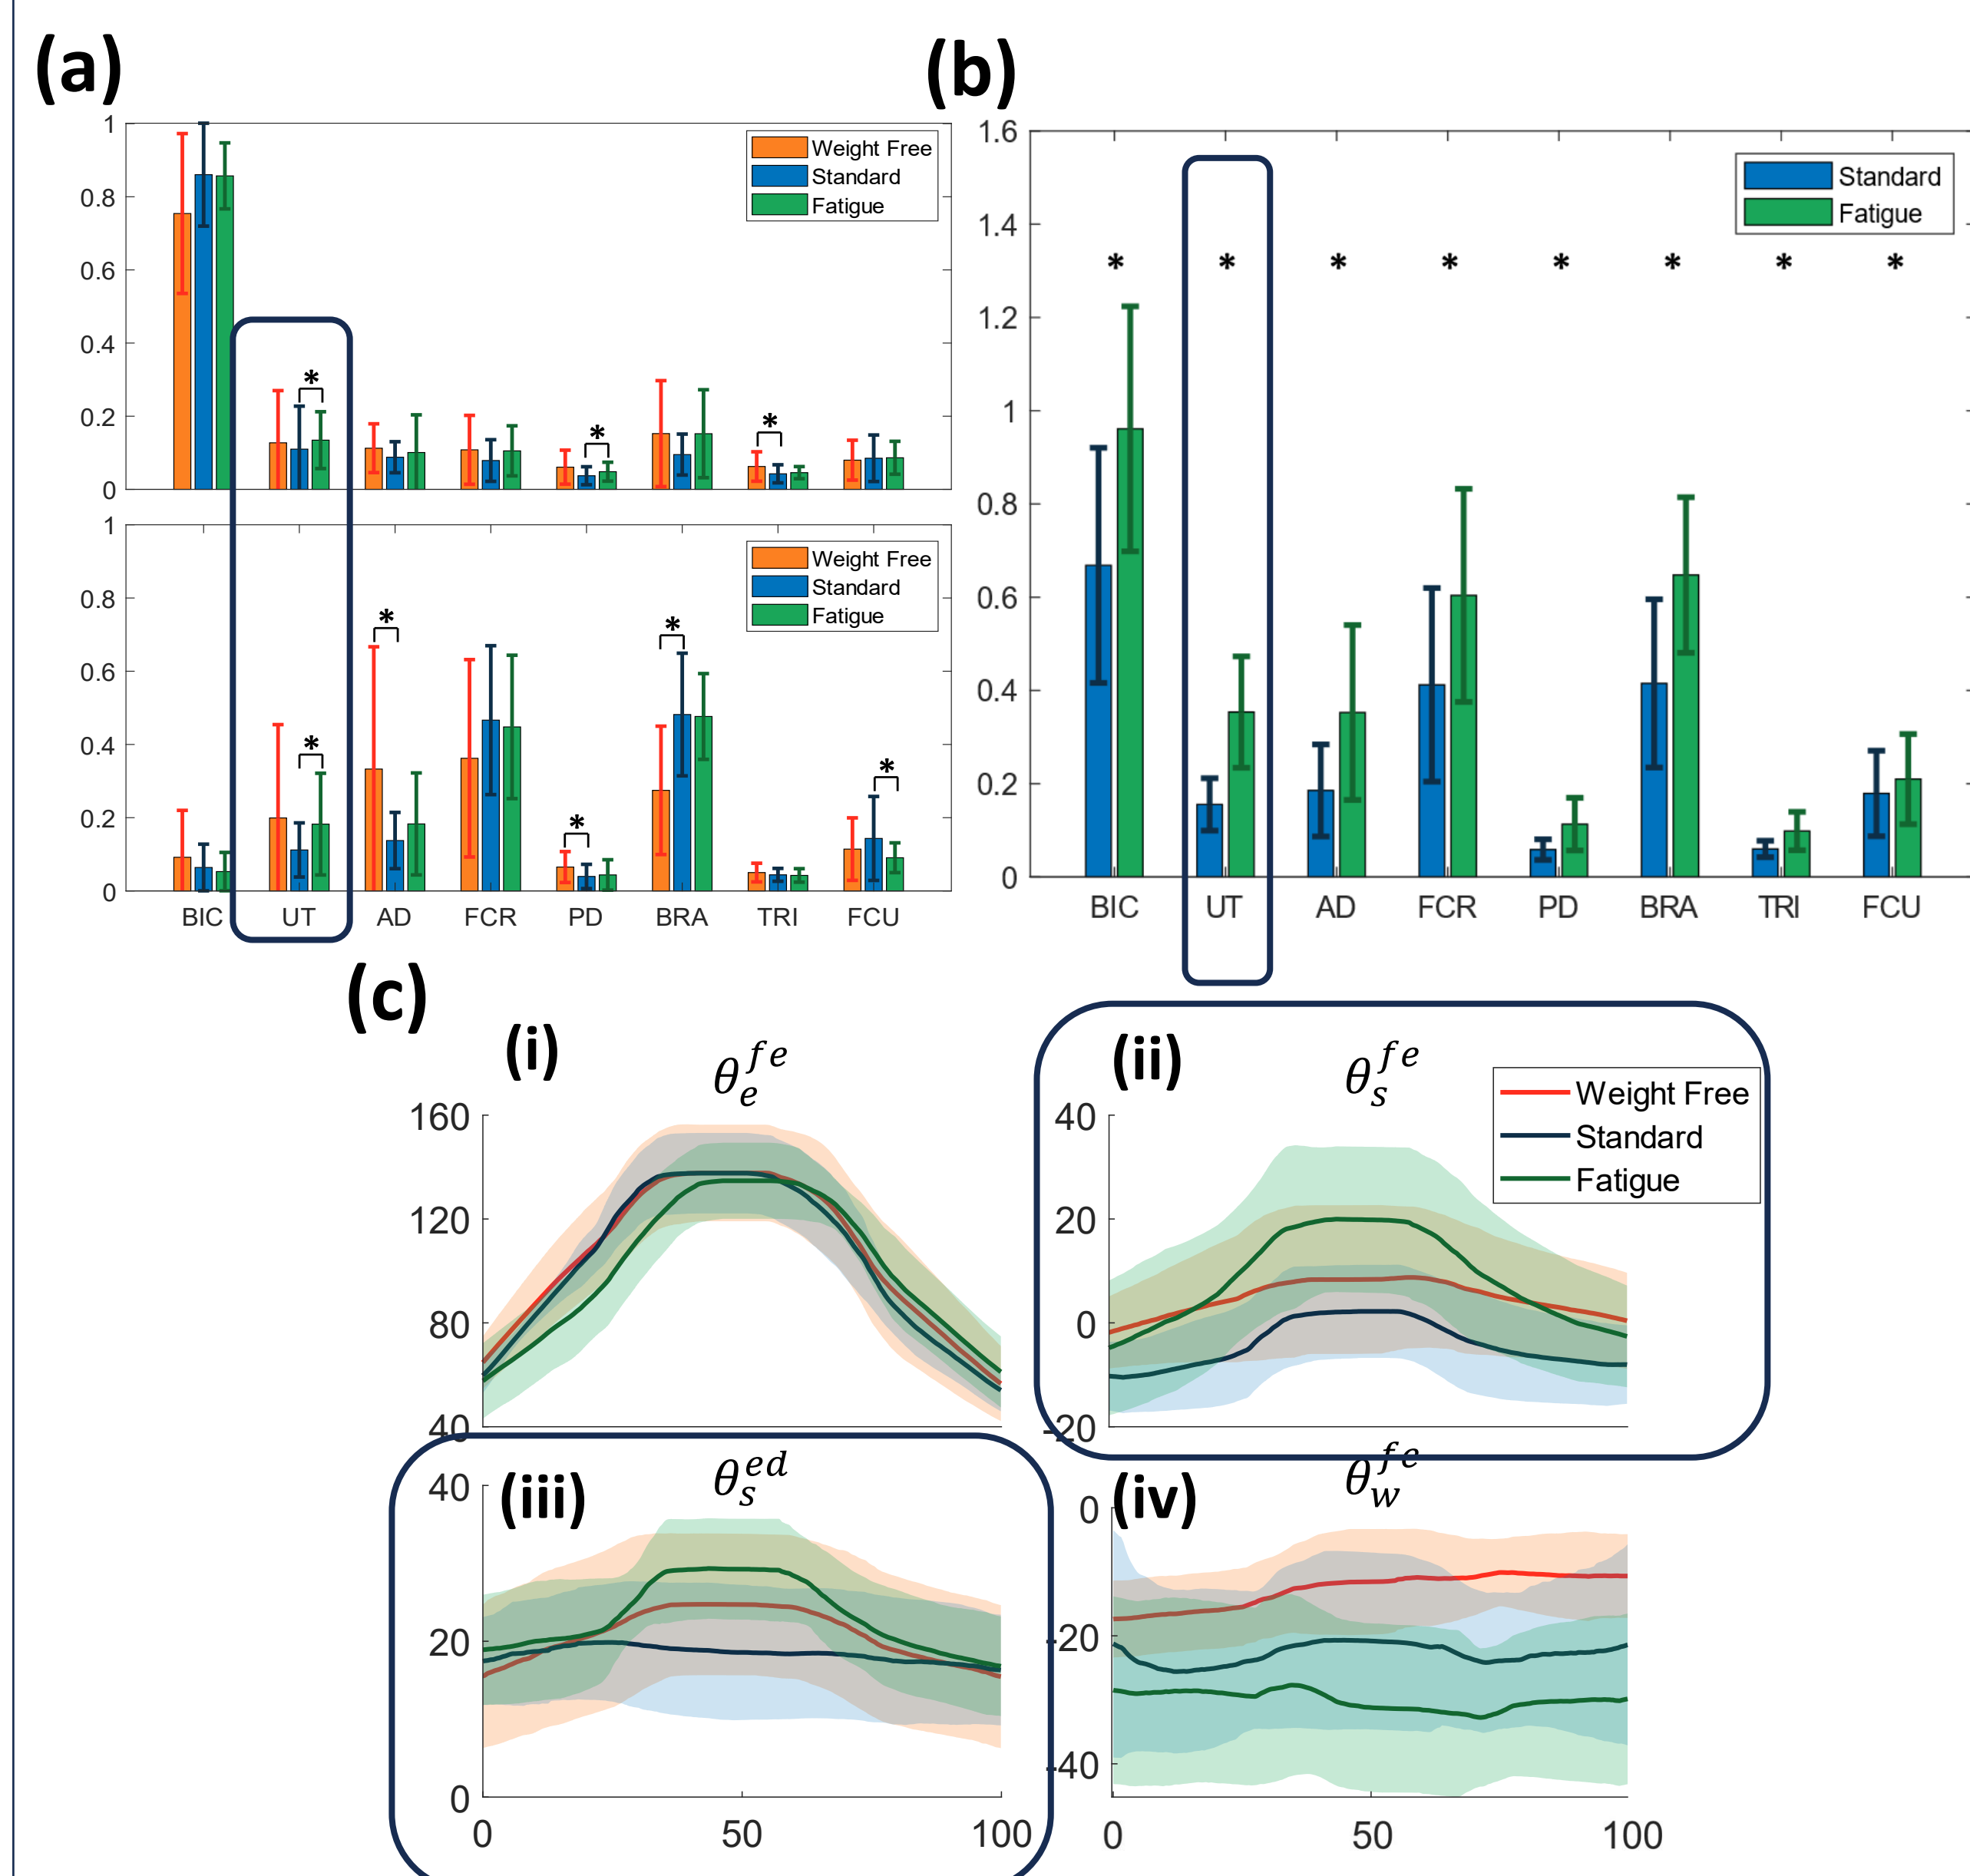 (a)
1
0.8
0.6
0.4
0.2
0
Weight Free
Standard
Fatigue
*
*
*
1
0.8
0.6
0.4
0.2
0
Weight Free
Standard
Fatigue
*
*
*
*
*
BIC UT AD FCR PD BRA TRI FCU
(b)
1.6
1.4
1.2
1
0.8
0.6
0.4
0.2
0
Standard
Fatigue
* * * * * * * *
BIC UT AD FCR PD BRA TRI FCU
(c)
(i)
θ_e^{fe}
160
120
80
40
(ii)
θ_s^{fe}
40
20
0
-20
Weight Free
Standard
Fatigue
(iii)
θ_s^{ed}
40
20
0
0 50 100
(iv)
θ_w^{fe}
0
-20
-40
0 50 100